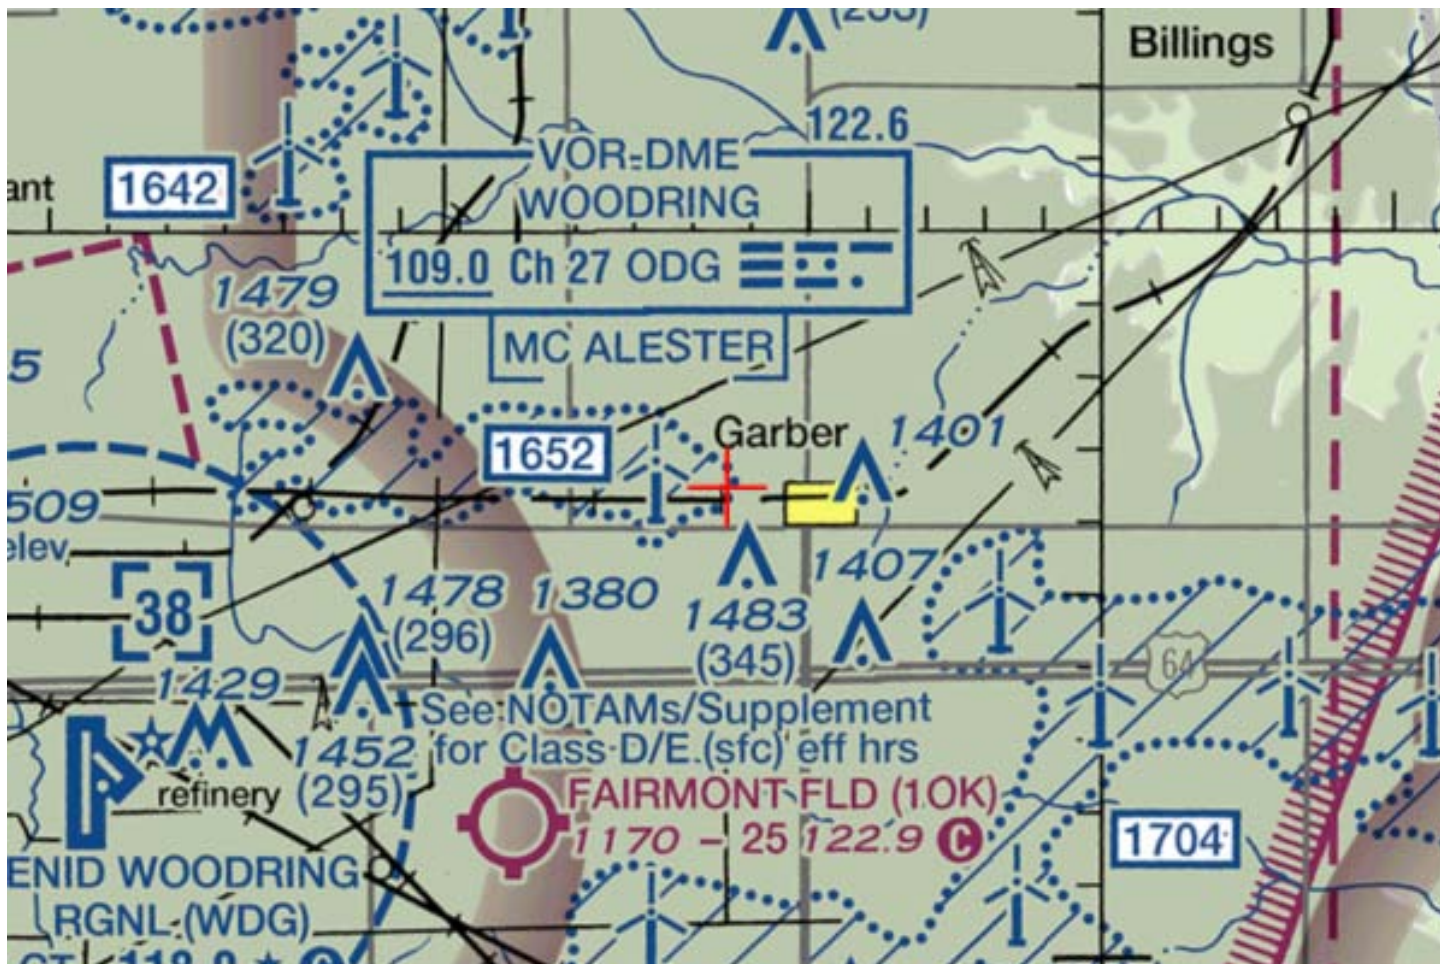 (255)
Billings
122.6
VOR-DME
WOODRING
109.0 Ch 27 ODG
MC ALESTER
ant
1642
1479
(320)
5
1652
Garber
1401
509
elev
38
1478
(296)
1380
1483
(345)
1407
64
1429
1452
(295)
refinery
See NOTAMs/Supplement
for Class D/E (sfc) eff hrs
FAIRMONT FLD (1OK)
1170 - 25 122.9 C
1704
ENID WOODRING
RGNL (WDG)